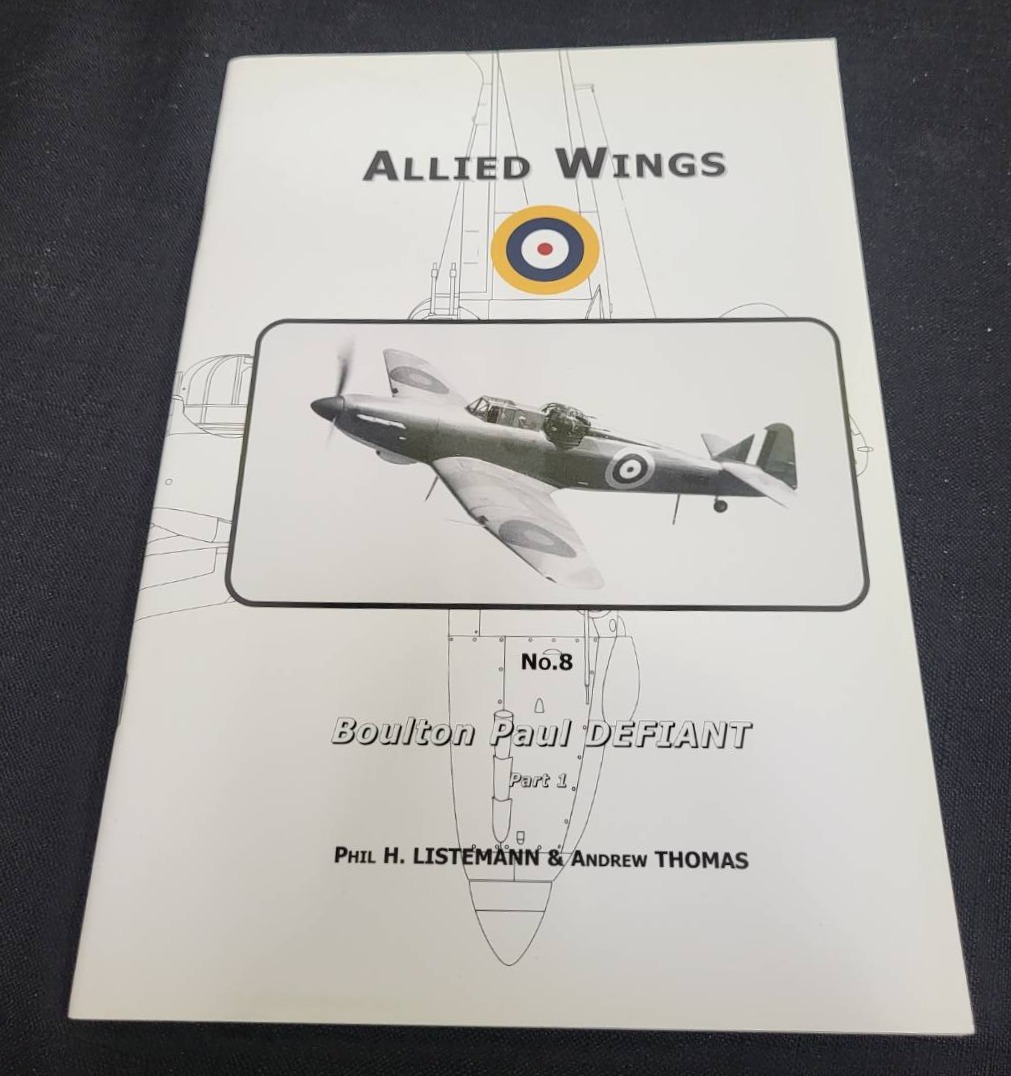 ALLIED WINGS
No.8
Boulton Paul DEFIANT
Part 1
PHIL H. LISTEMANN & ANDREW THOMAS